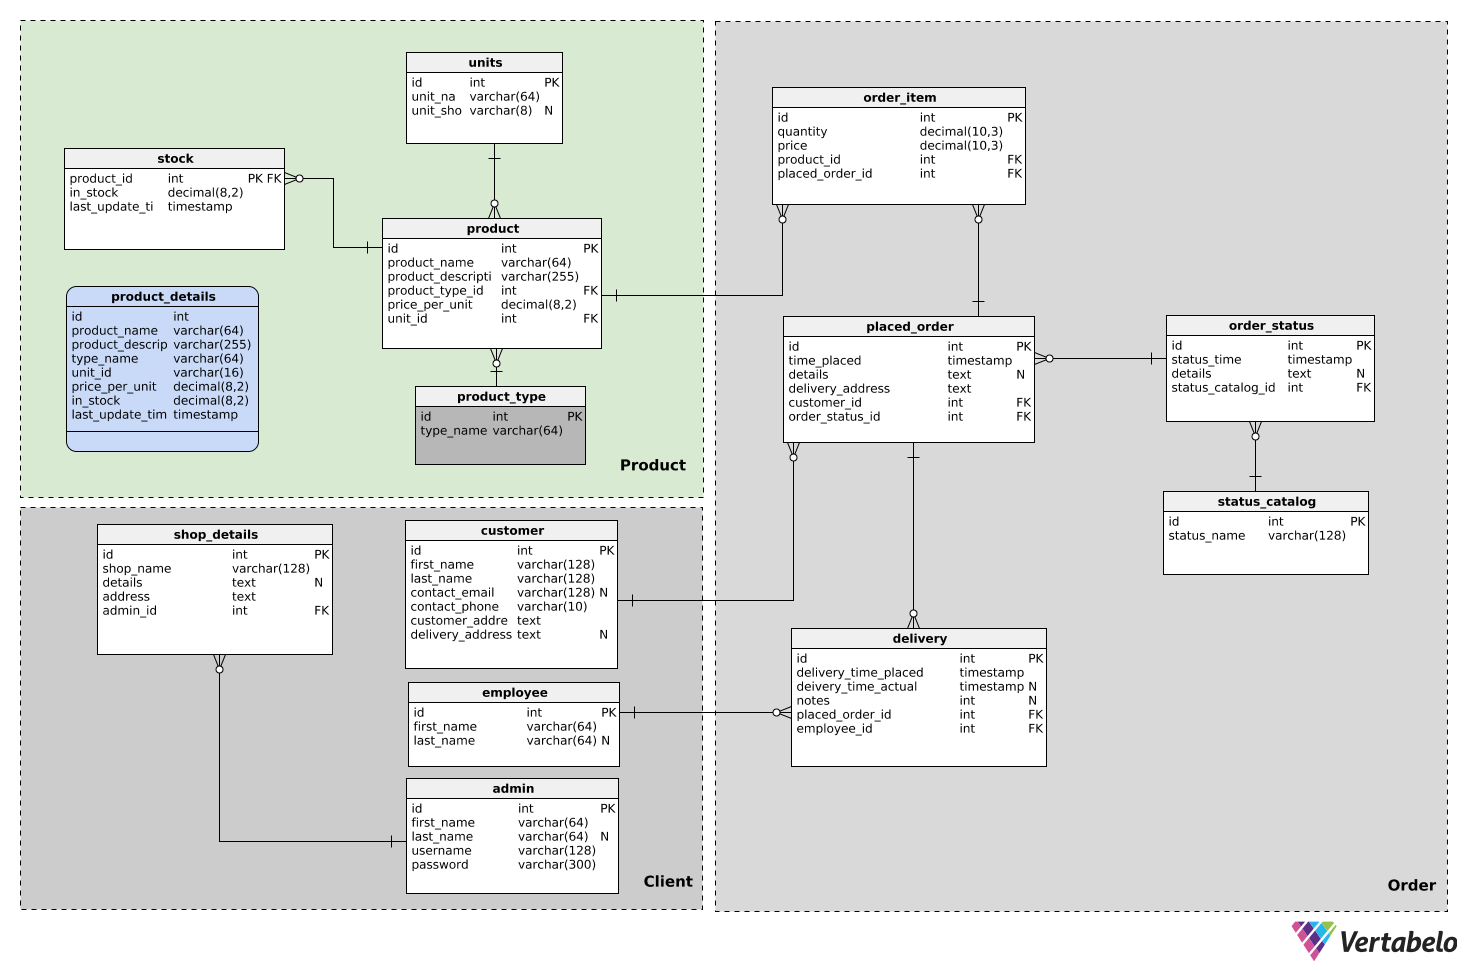 units
id int PK
unit_na varchar(64)
unit_sho varchar(8) N
stock
product_id int PK FK
in_stock decimal(8,2)
last_update_ti timestamp
product
id int PK
product_name varchar(64)
product_descripti varchar(255)
product_type_id int FK
price_per_unit decimal(8,2)
unit_id int FK
product_details
id int
product_name varchar(64)
product_descrip varchar(255)
type_name varchar(64)
unit_id varchar(16)
price_per_unit decimal(8,2)
in_stock decimal(8,2)
last_update_tim timestamp
product_type
id int PK
type_name varchar(64)
Product
shop_details
id int PK
shop_name varchar(128)
details text N
address text
admin_id int FK
customer
id int PK
first_name varchar(128)
last_name varchar(128)
contact_email varchar(128) N
contact_phone varchar(10)
customer_addre text
delivery_address text N
employee
id int PK
first_name varchar(64)
last_name varchar(64) N
admin
id int PK
first_name varchar(64)
last_name varchar(64) N
username varchar(128)
password varchar(300)
Client
order_item
id int PK
quantity decimal(10,3)
price decimal(10,3)
product_id int FK
placed_order_id int FK
placed_order
id int PK
time_placed timestamp
details text N
delivery_address text
customer_id int FK
order_status_id int FK
order_status
id int PK
status_time timestamp
details text N
status_catalog_id int FK
status_catalog
id int PK
status_name varchar(128)
delivery
id int PK
delivery_time_placed timestamp
deivery_time_actual timestamp N
notes int N
placed_order_id int FK
employee_id int FK
Order
Vertabelo